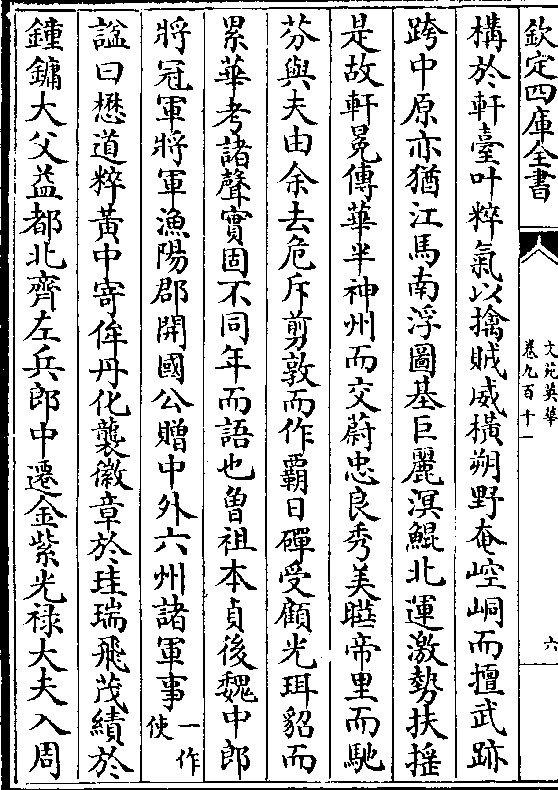 欽定四庫全書
文苑英華
卷九百十一
六
構於軒臺叶粹氣以擒賊威橫朔野奄崆峒而擅武跡
跨中原亦猶江馬南浮圖基巨麗溟鯤北運激勢扶揺
是故軒冕傳華半神州而交蔚忠良秀美曀帝里而馳
芬與夫由余去危斥剪敦而作覇日磾受顧光珥貂而
累華考諸聲實固不同年而語也曾祖本貞後魏中郎
將冠軍將軍漁陽郡開國公贈中外六州諸軍事一作使
諡曰懋道粹黃中寄侔丹化襲徽章於珪瑞飛茂績於
鍾鏞大父益都北齊左兵郎中遷金紫光禄大夫入周